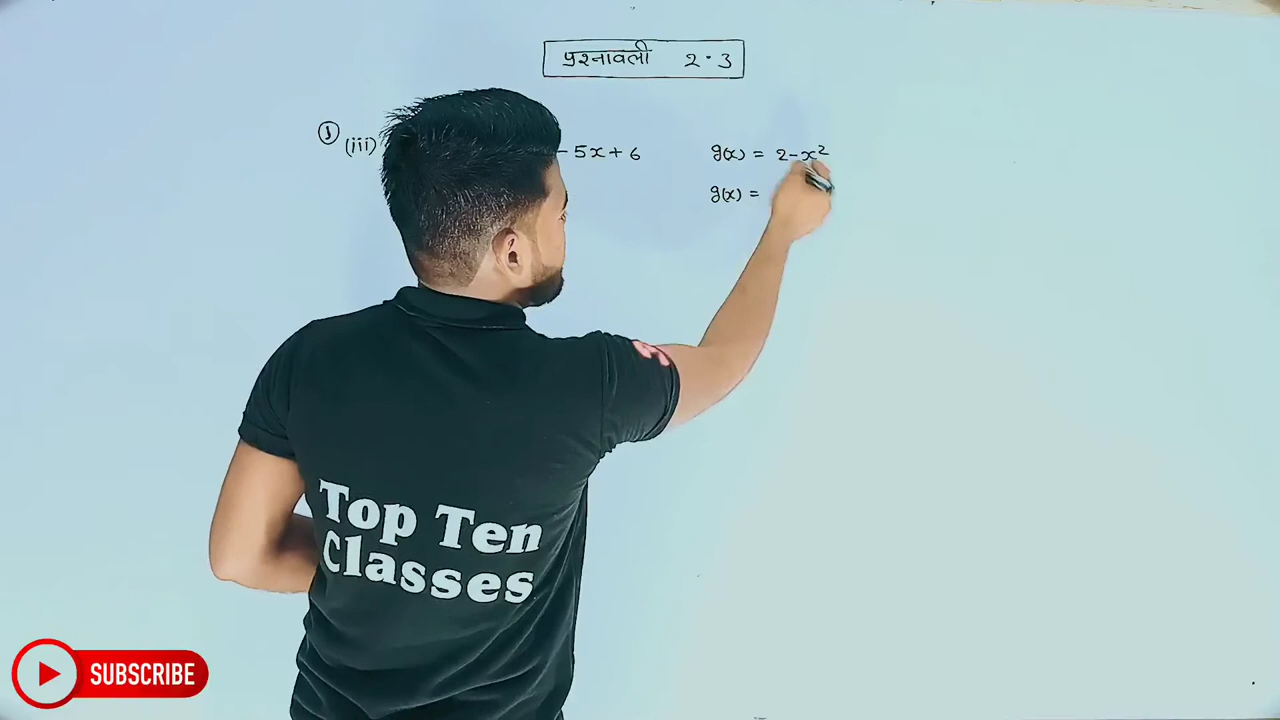 प्रश्नावली 2.3
① (iii) - 5x + 6 g(x) = 2-x²
g(x) =
Top Ten
Classes
SUBSCRIBE